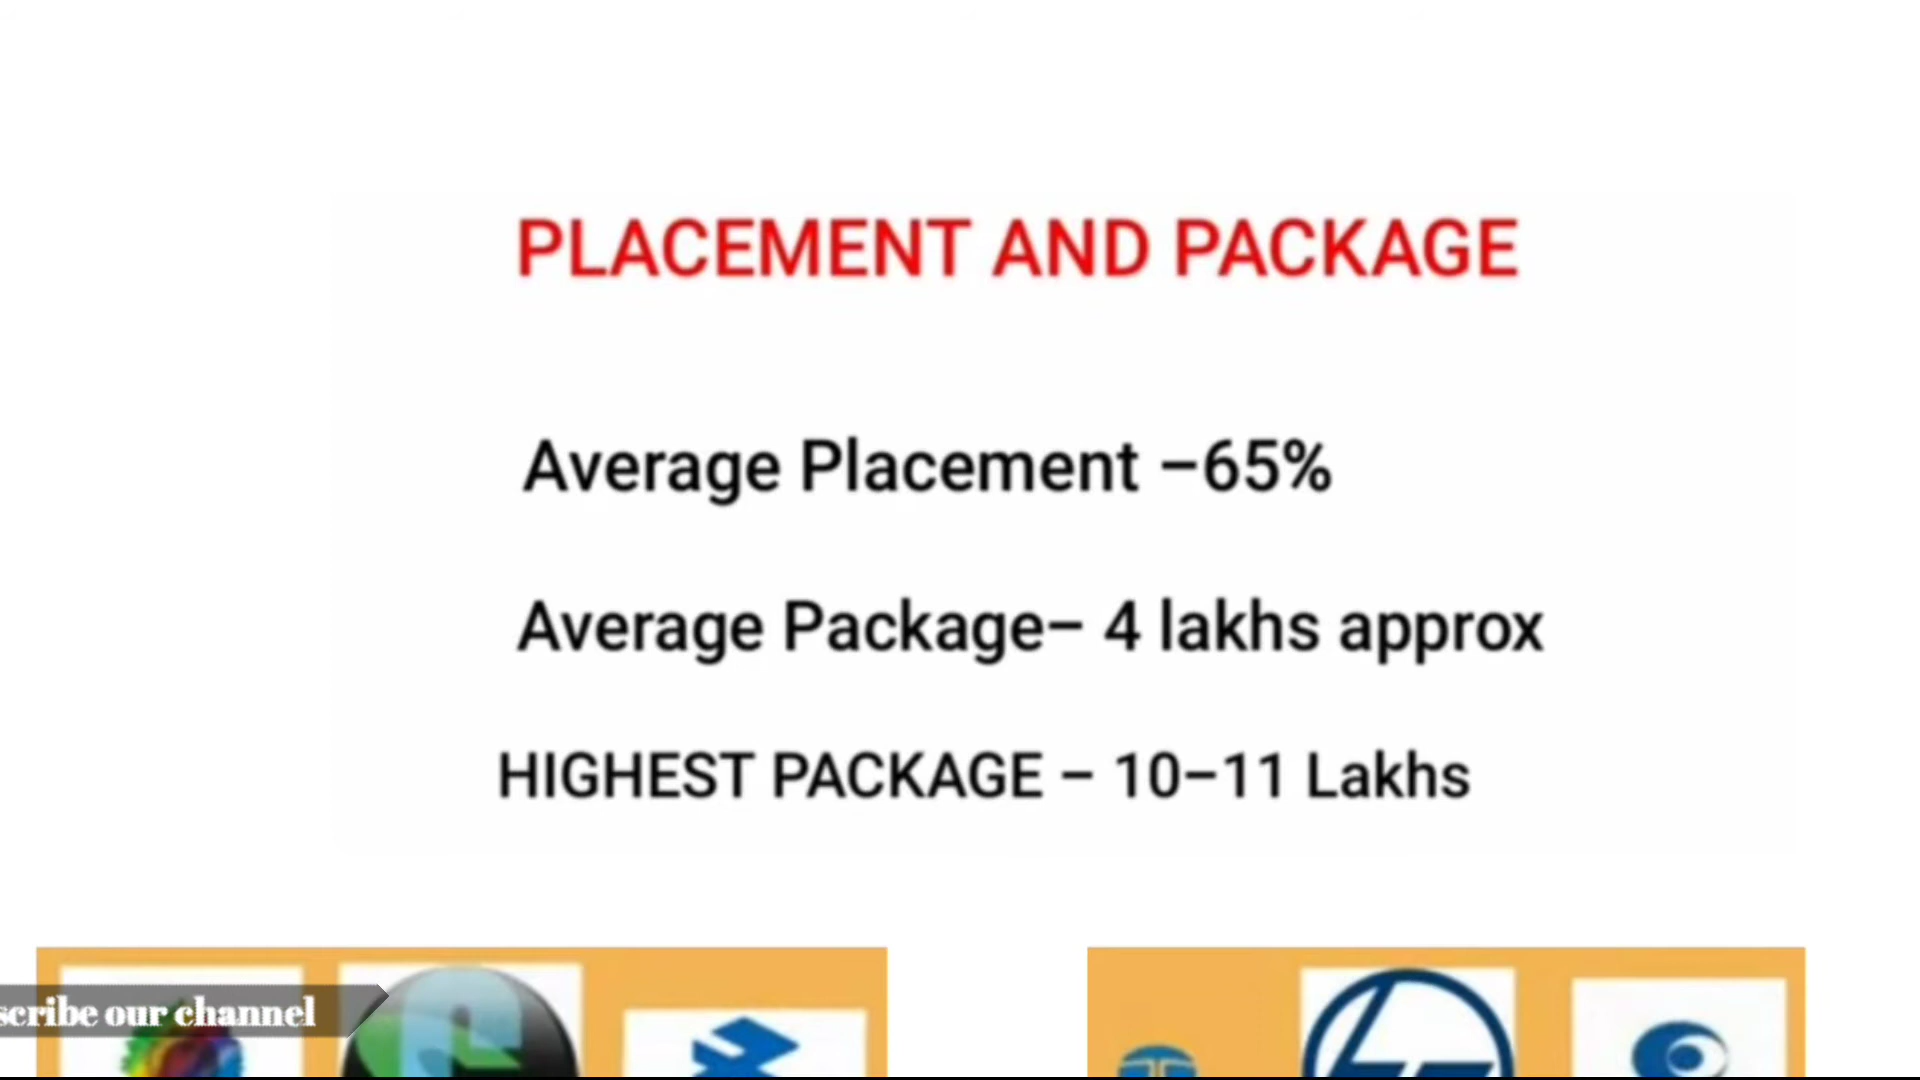 PLACEMENT AND PACKAGE
Average Placement –65%
Average Package– 4 lakhs approx
HIGHEST PACKAGE – 10–11 Lakhs
scribe our channel